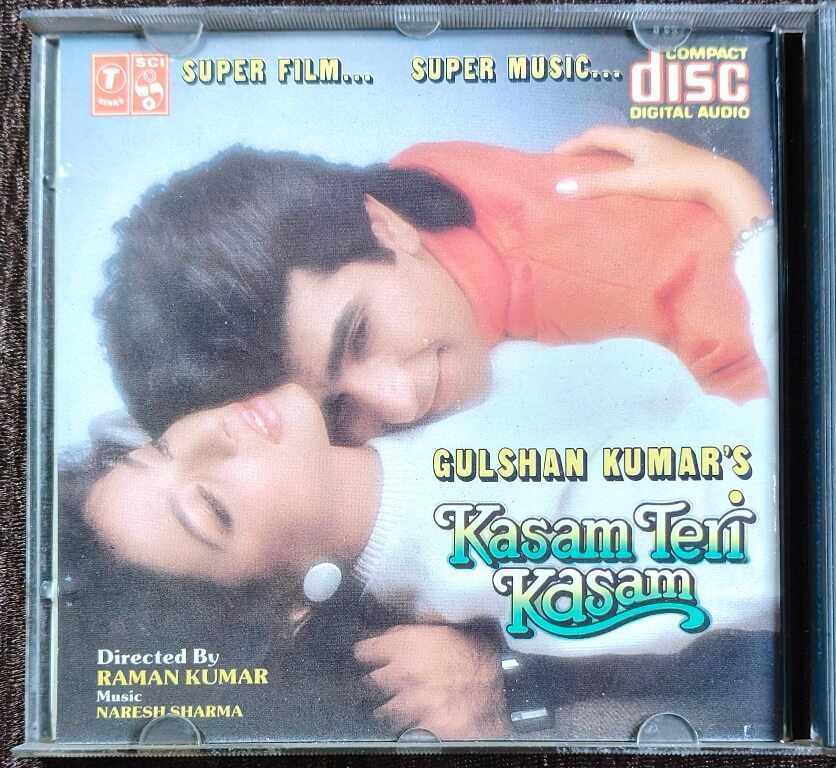 T
SERIES
SCI
SUPER FILM... SUPER MUSIC...
COMPACT
disc
DIGITAL AUDIO
GULSHAN KUMAR'S
Kasam Teri
Kasam
Directed By
RAMAN KUMAR
Music
NARESH SHARMA